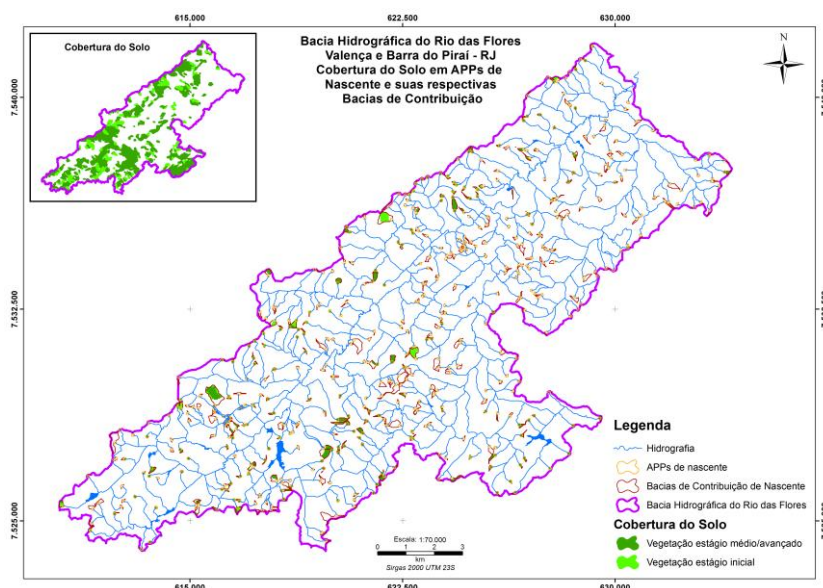 615.000
622.500
630.000
Cobertura do Solo
Bacia Hidrográfica do Rio das Flores
Valença e Barra do Piraí - RJ
Cobertura do Solo em APPs de
Nascente e suas respectivas
Bacias de Contribuição
N
7.540.000
7.532.500
7.525.000
Legenda
Hidrografia
APPs de nascente
Bacias de Contribuição de Nascente
Bacia Hidrográfica do Rio das Flores
Cobertura do Solo
Vegetação estágio médio/avançado
Vegetação estágio inicial
Escala: 1:70.000
0 1,5 3
km
Sirgas 2000 UTM 23S
615.000
622.500
630.000